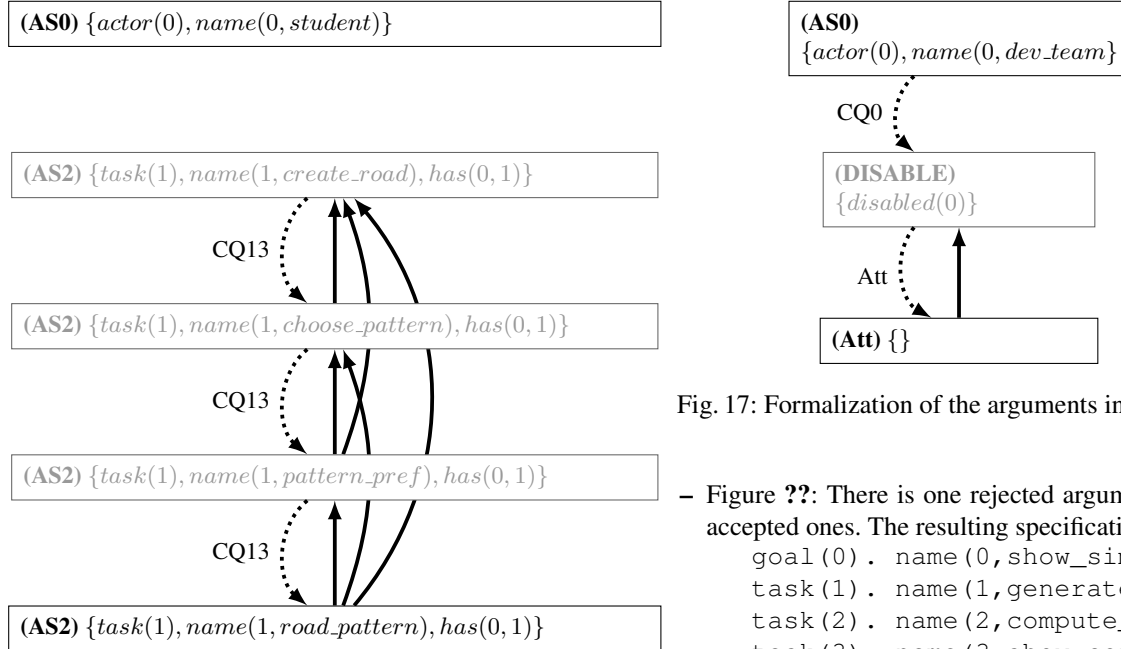 (AS0) {actor(0), name(0, student)}
(AS2) {task(1), name(1, create_road), has(0, 1)}
CQ13
(AS2) {task(1), name(1, choose_pattern), has(0, 1)}
CQ13
(AS2) {task(1), name(1, pattern_pref), has(0, 1)}
CQ13
(AS2) {task(1), name(1, road_pattern), has(0, 1)}
(AS0)
{actor(0), name(0, dev_team}
CQ0
(DISABLE)
{disabled(0)}
Att
(Att) {}
Fig. 17: Formalization of the arguments in
– Figure ??: There is one rejected argum
accepted ones. The resulting specificati
goal(0). name(0,show_sin
task(1). name(1,generate
task(2). name(2,compute_